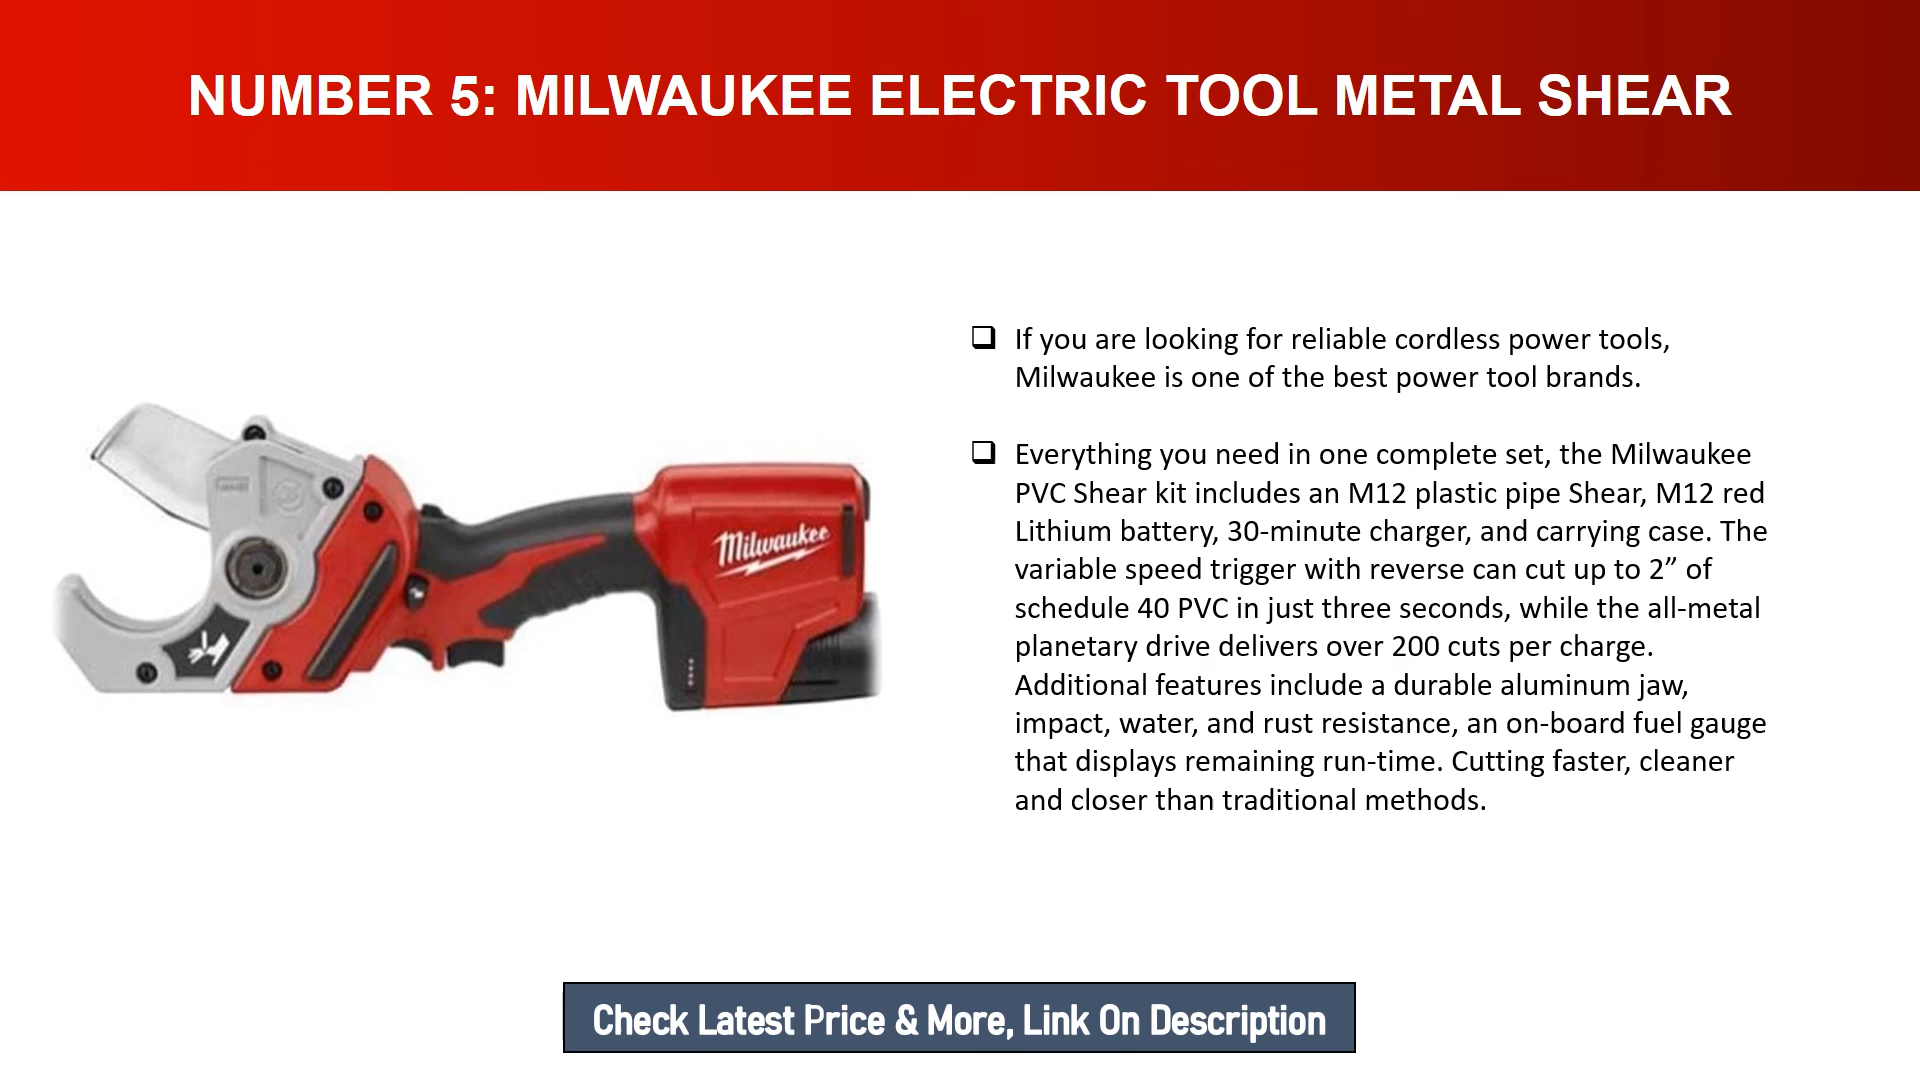 NUMBER 5: MILWAUKEE ELECTRIC TOOL METAL SHEAR
If you are looking for reliable cordless power tools,
Milwaukee is one of the best power tool brands.
Everything you need in one complete set, the Milwaukee
PVC Shear kit includes an M12 plastic pipe Shear, M12 red
Lithium battery, 30-minute charger, and carrying case. The
variable speed trigger with reverse can cut up to 2” of
schedule 40 PVC in just three seconds, while the all-metal
planetary drive delivers over 200 cuts per charge.
Additional features include a durable aluminum jaw,
impact, water, and rust resistance, an on-board fuel gauge
that displays remaining run-time. Cutting faster, cleaner
and closer than traditional methods.
Milwaukee
Check Latest Price & More, Link On Description